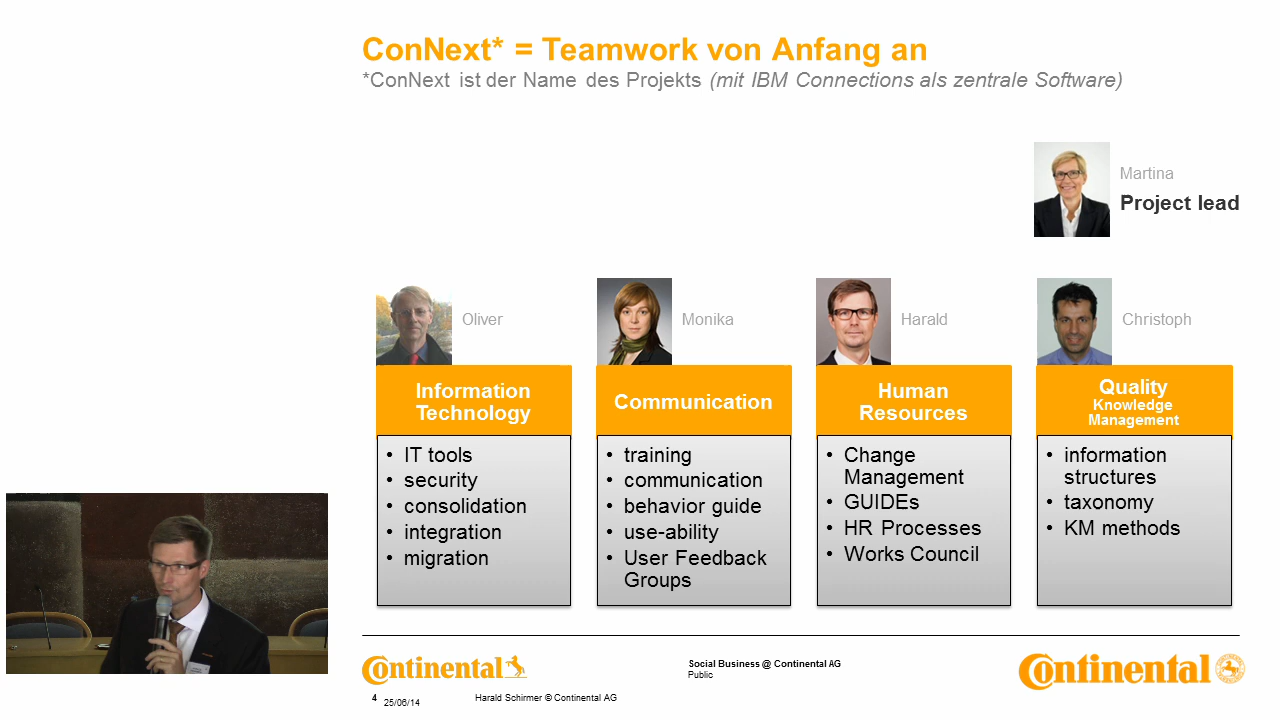 ConNext* = Teamwork von Anfang an
*ConNext ist der Name des Projekts (mit IBM Connections als zentrale Software)
Martina
Project lead
Oliver
Monika
Harald
Christoph
Information
Technology
• IT tools
• security
• consolidation
• integration
• migration
Communication
• training
• communication
• behavior guide
• use-ability
• User Feedback
Groups
Human
Resources
• Change
Management
• GUIDEs
• HR Processes
• Works Council
Quality
Knowledge
Management
• information
structures
• taxonomy
• KM methods
Continental
Social Business @ Continental AG
Public
Continental
4
25/06/14
Harald Schirmer © Continental AG